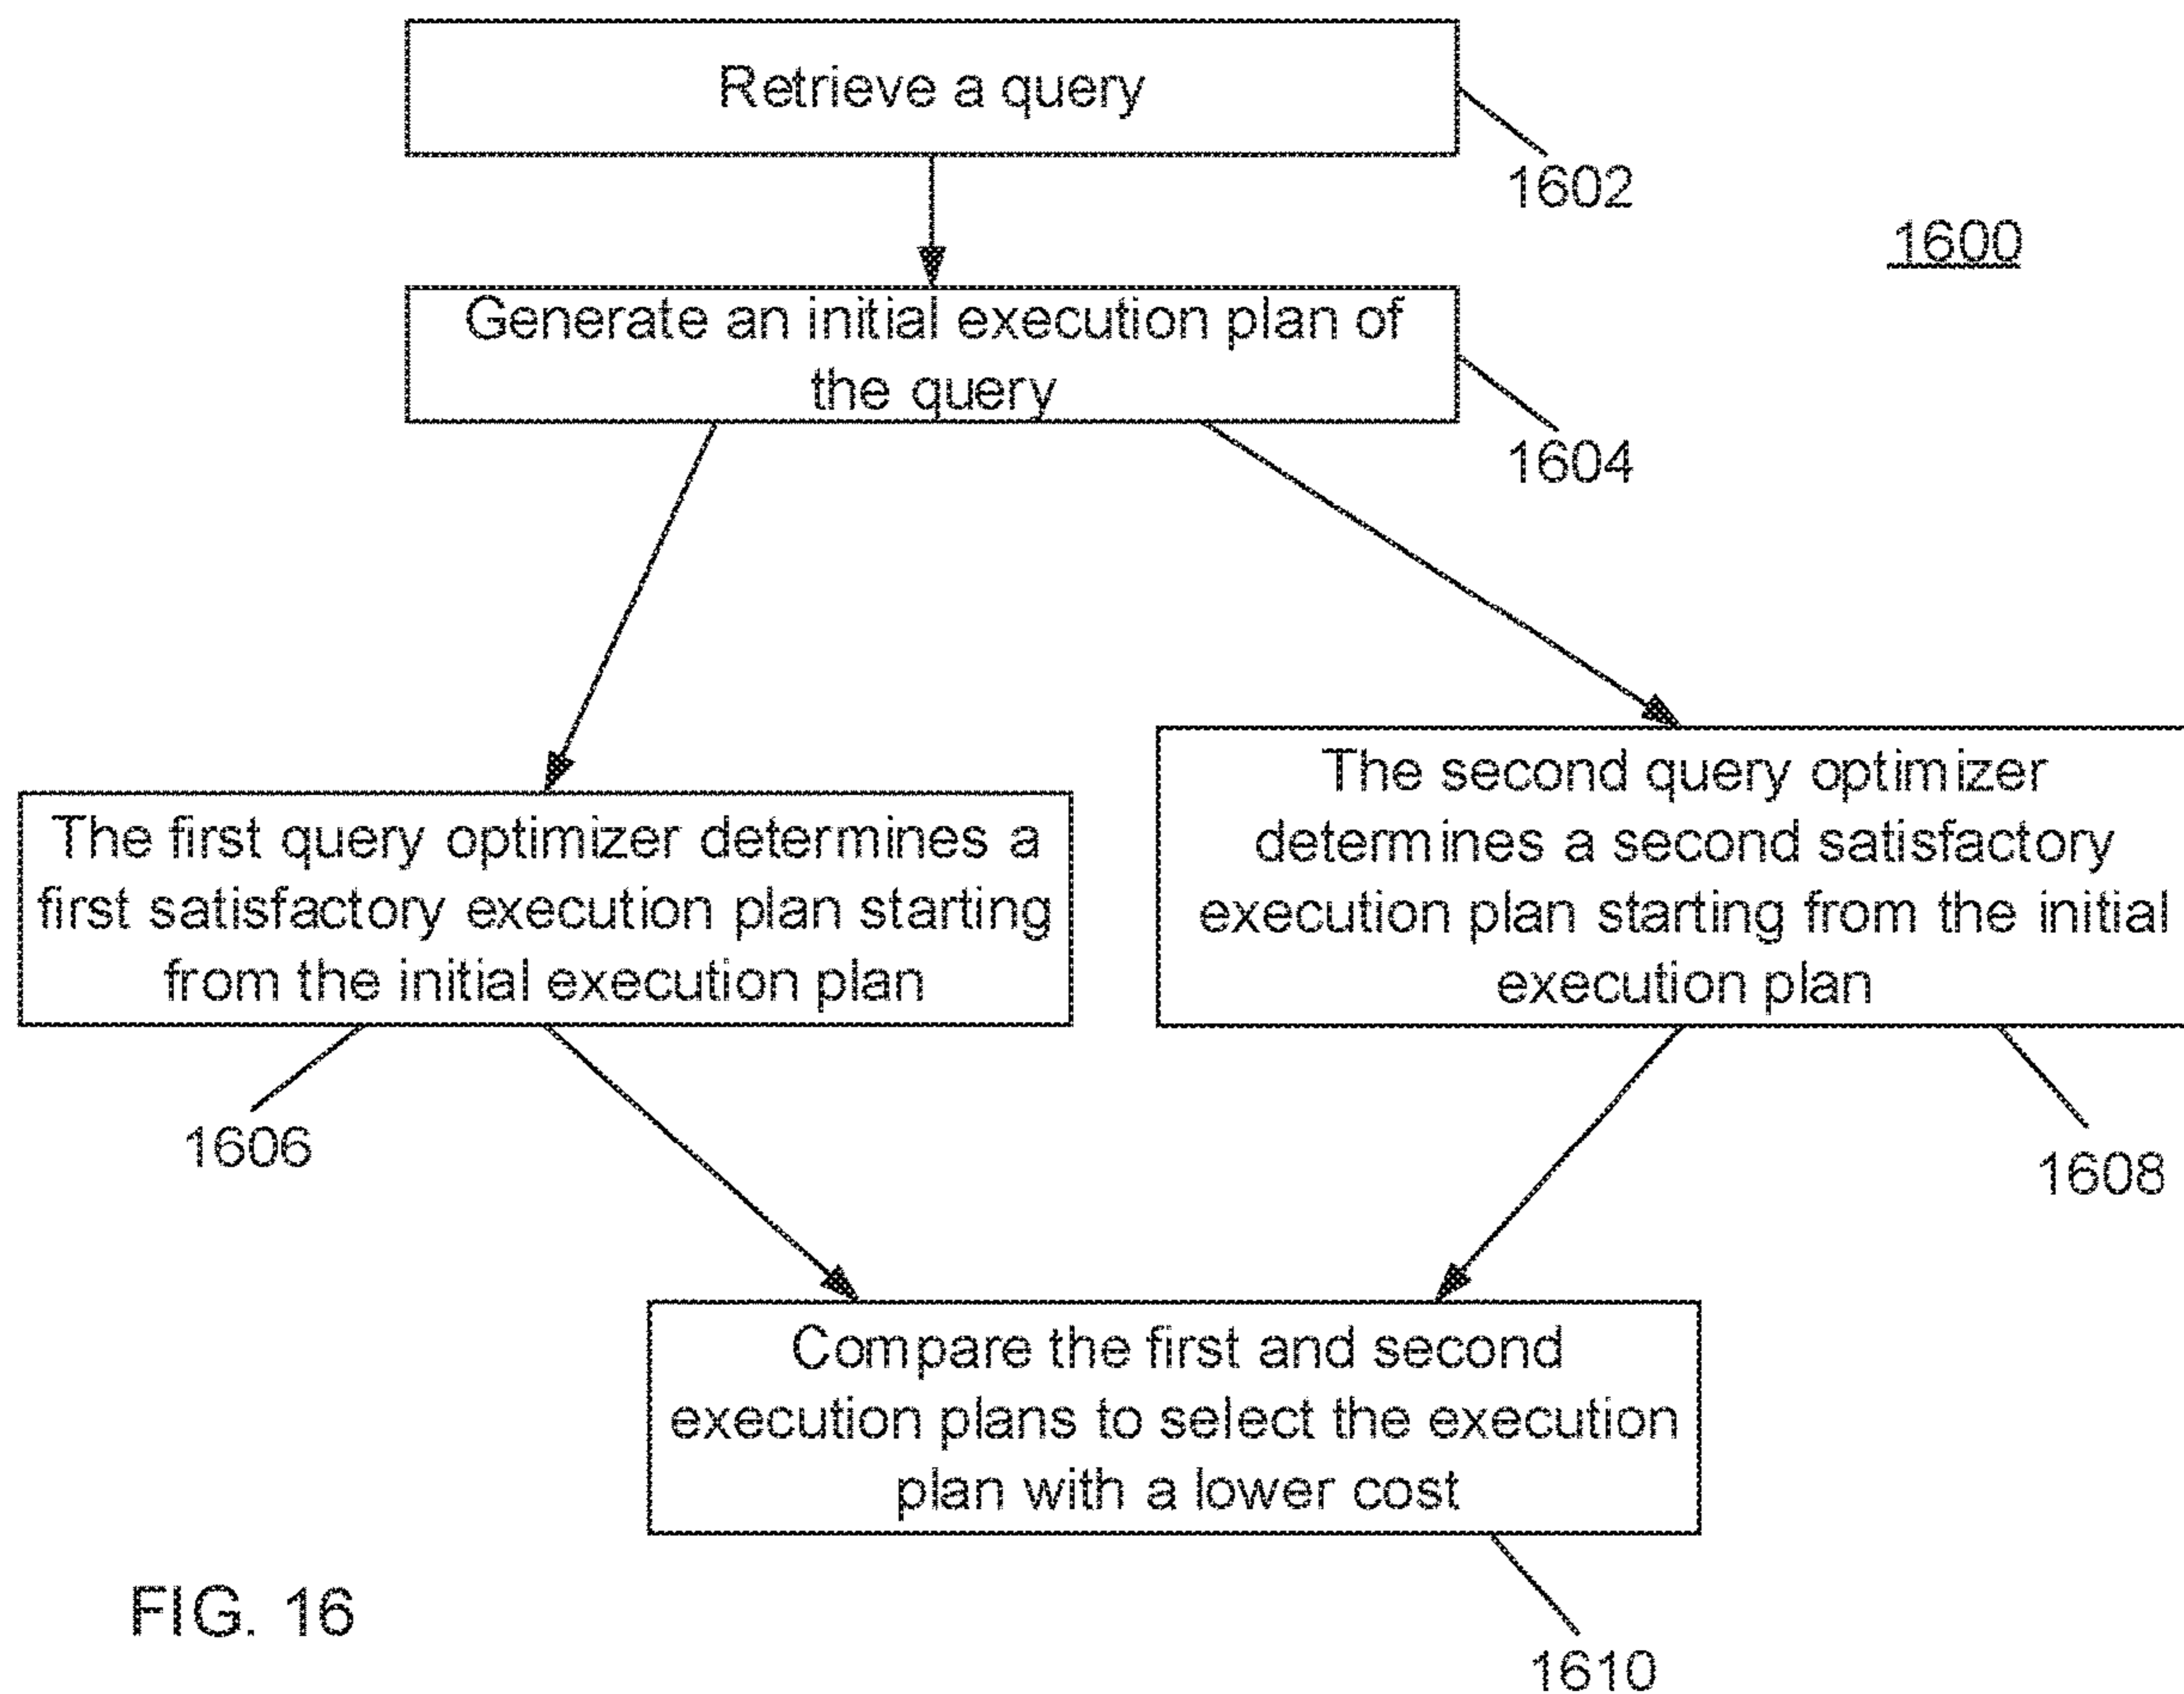 Retrieve a query
1602
1600
Generate an initial execution plan of
the query
1604
The first query optimizer determines a
first satisfactory execution plan starting
from the initial execution plan
1606
The second query optimizer
determines a second satisfactory
execution plan starting from the initial
execution plan
1608
Compare the first and second
execution plans to select the execution
plan with a lower cost
1610
FIG. 16